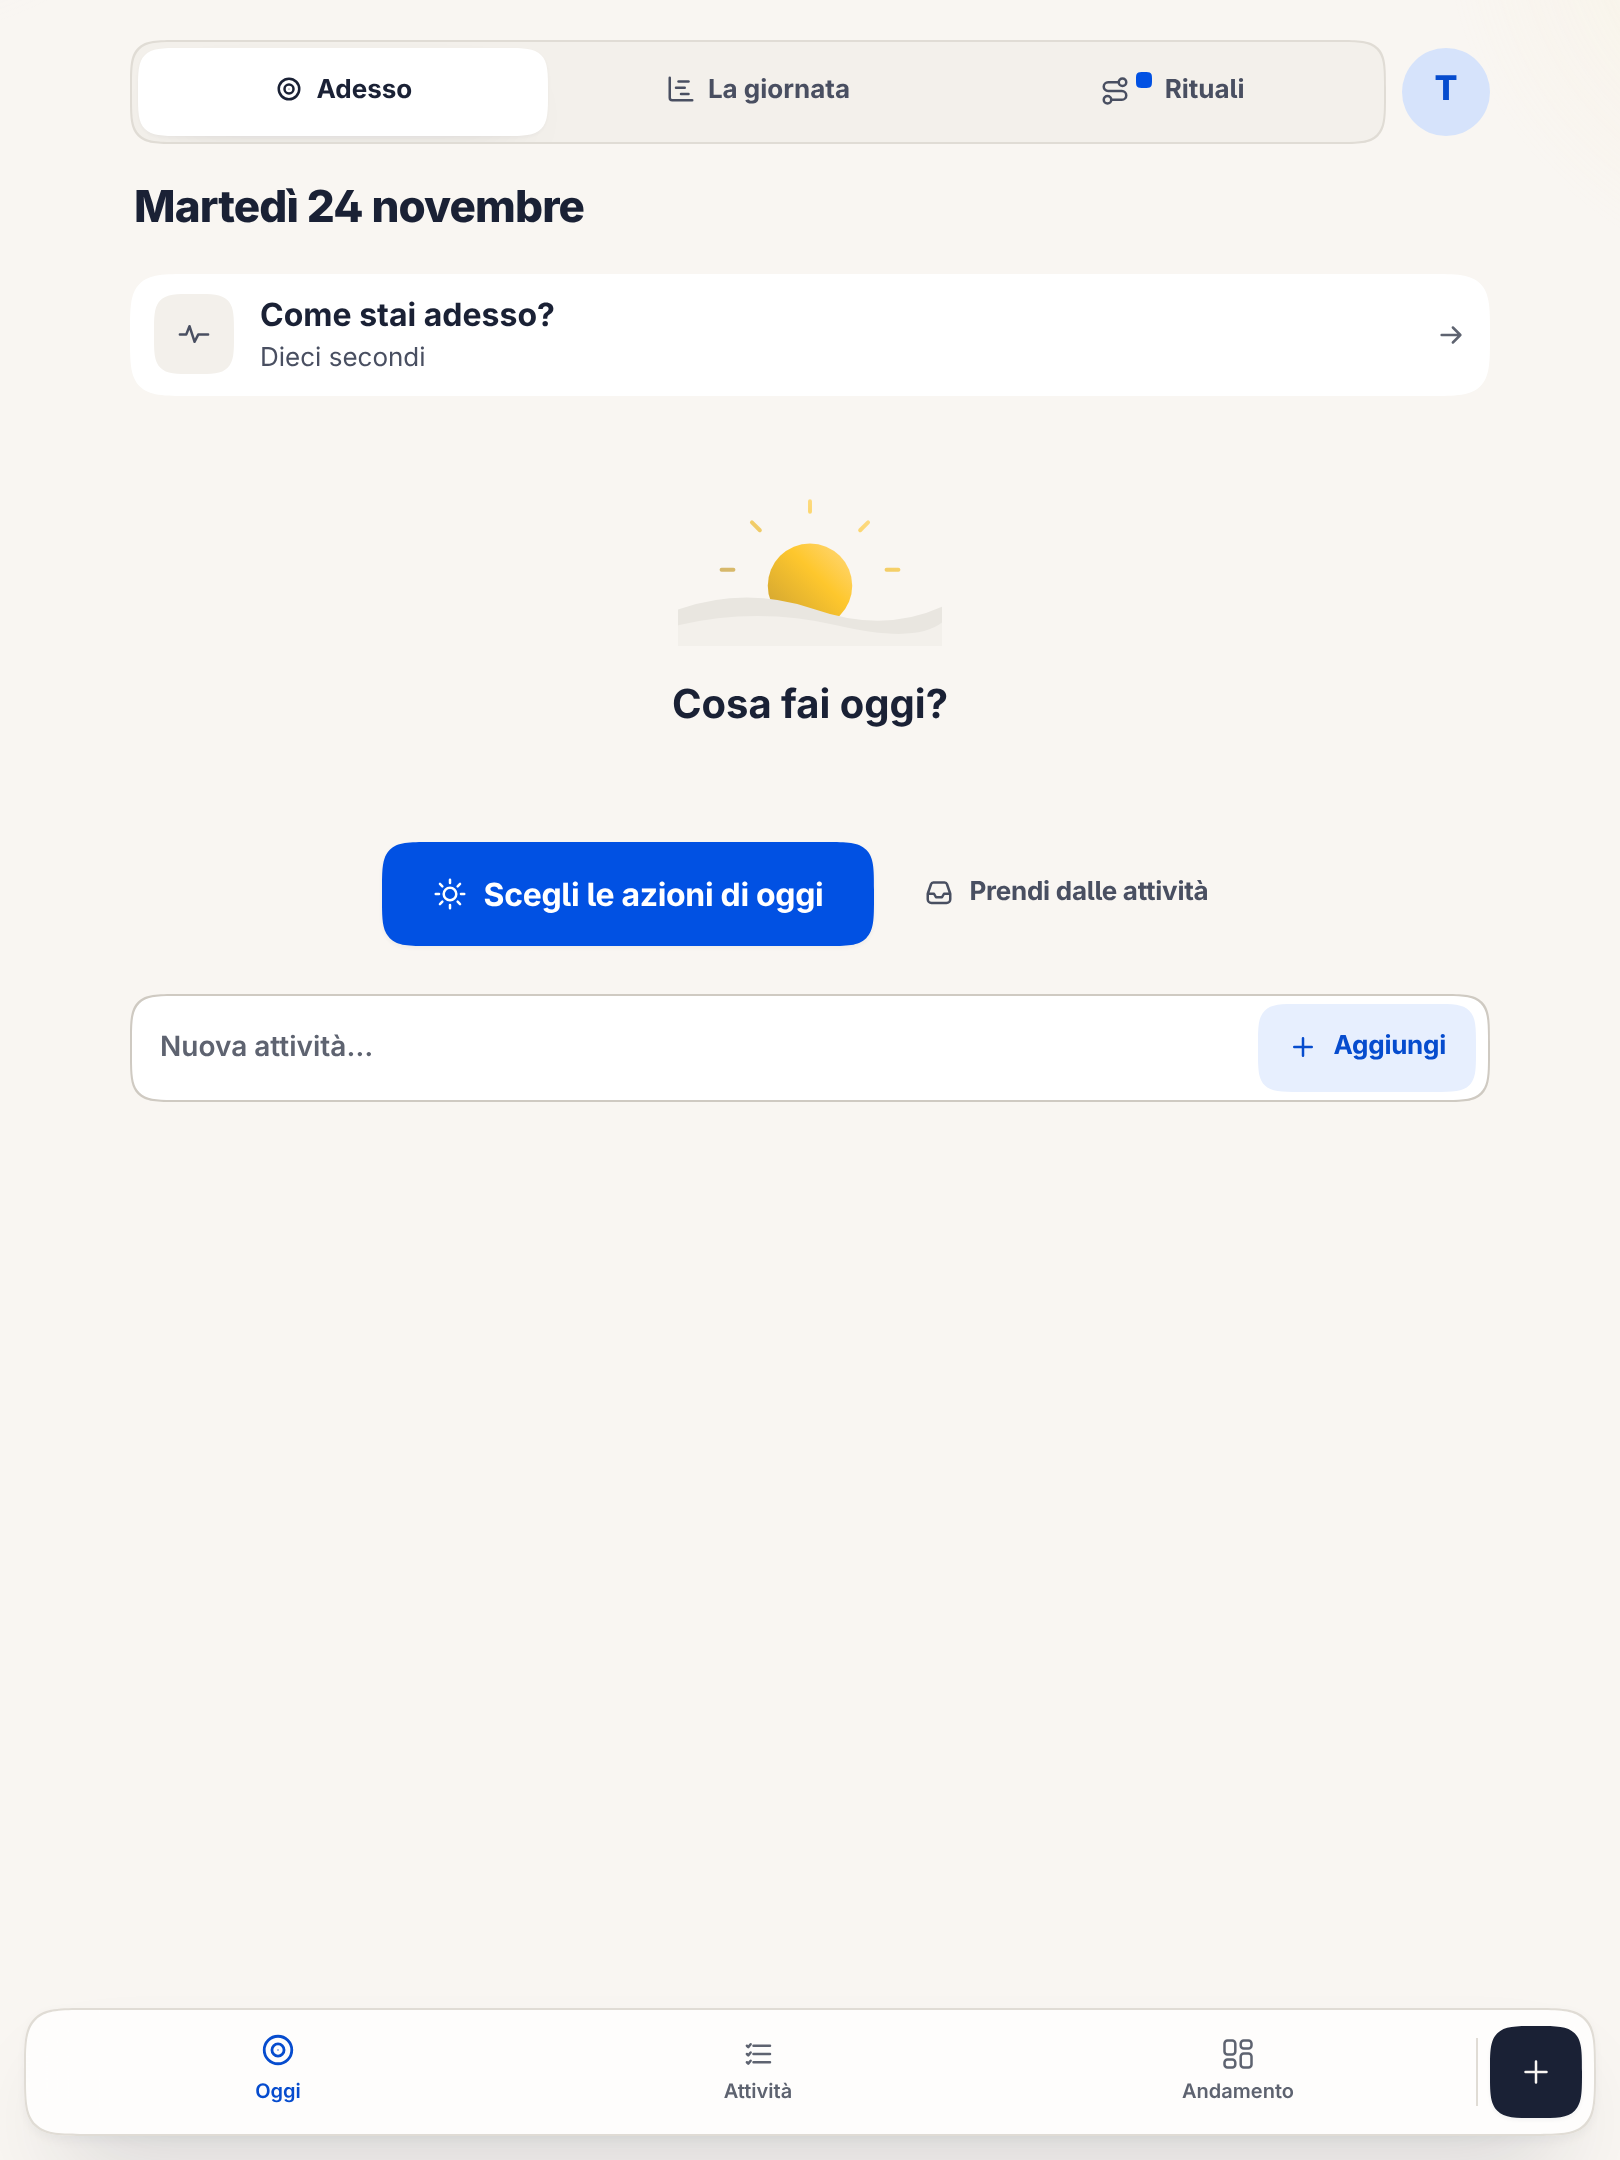 Adesso
La giornata
Rituali
T
Martedì 24 novembre
Come stai adesso?
Dieci secondi
Cosa fai oggi?
Scegli le azioni di oggi
Prendi dalle attività
Nuova attività...
Aggiungi
Oggi
Attività
Andamento